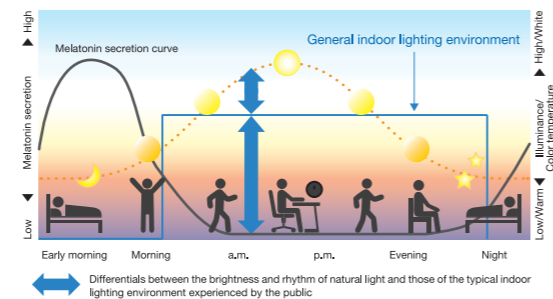 High
Melatonin secretion
Low
Melatonin secretion curve
General indoor lighting environment
High/White
Illuminance/
Color temperature
Low/Warm
Early morning
Morning
a.m.
p.m.
Evening
Night
Differentials between the brightness and rhythm of natural light and those of the typical indoor
lighting environment experienced by the public